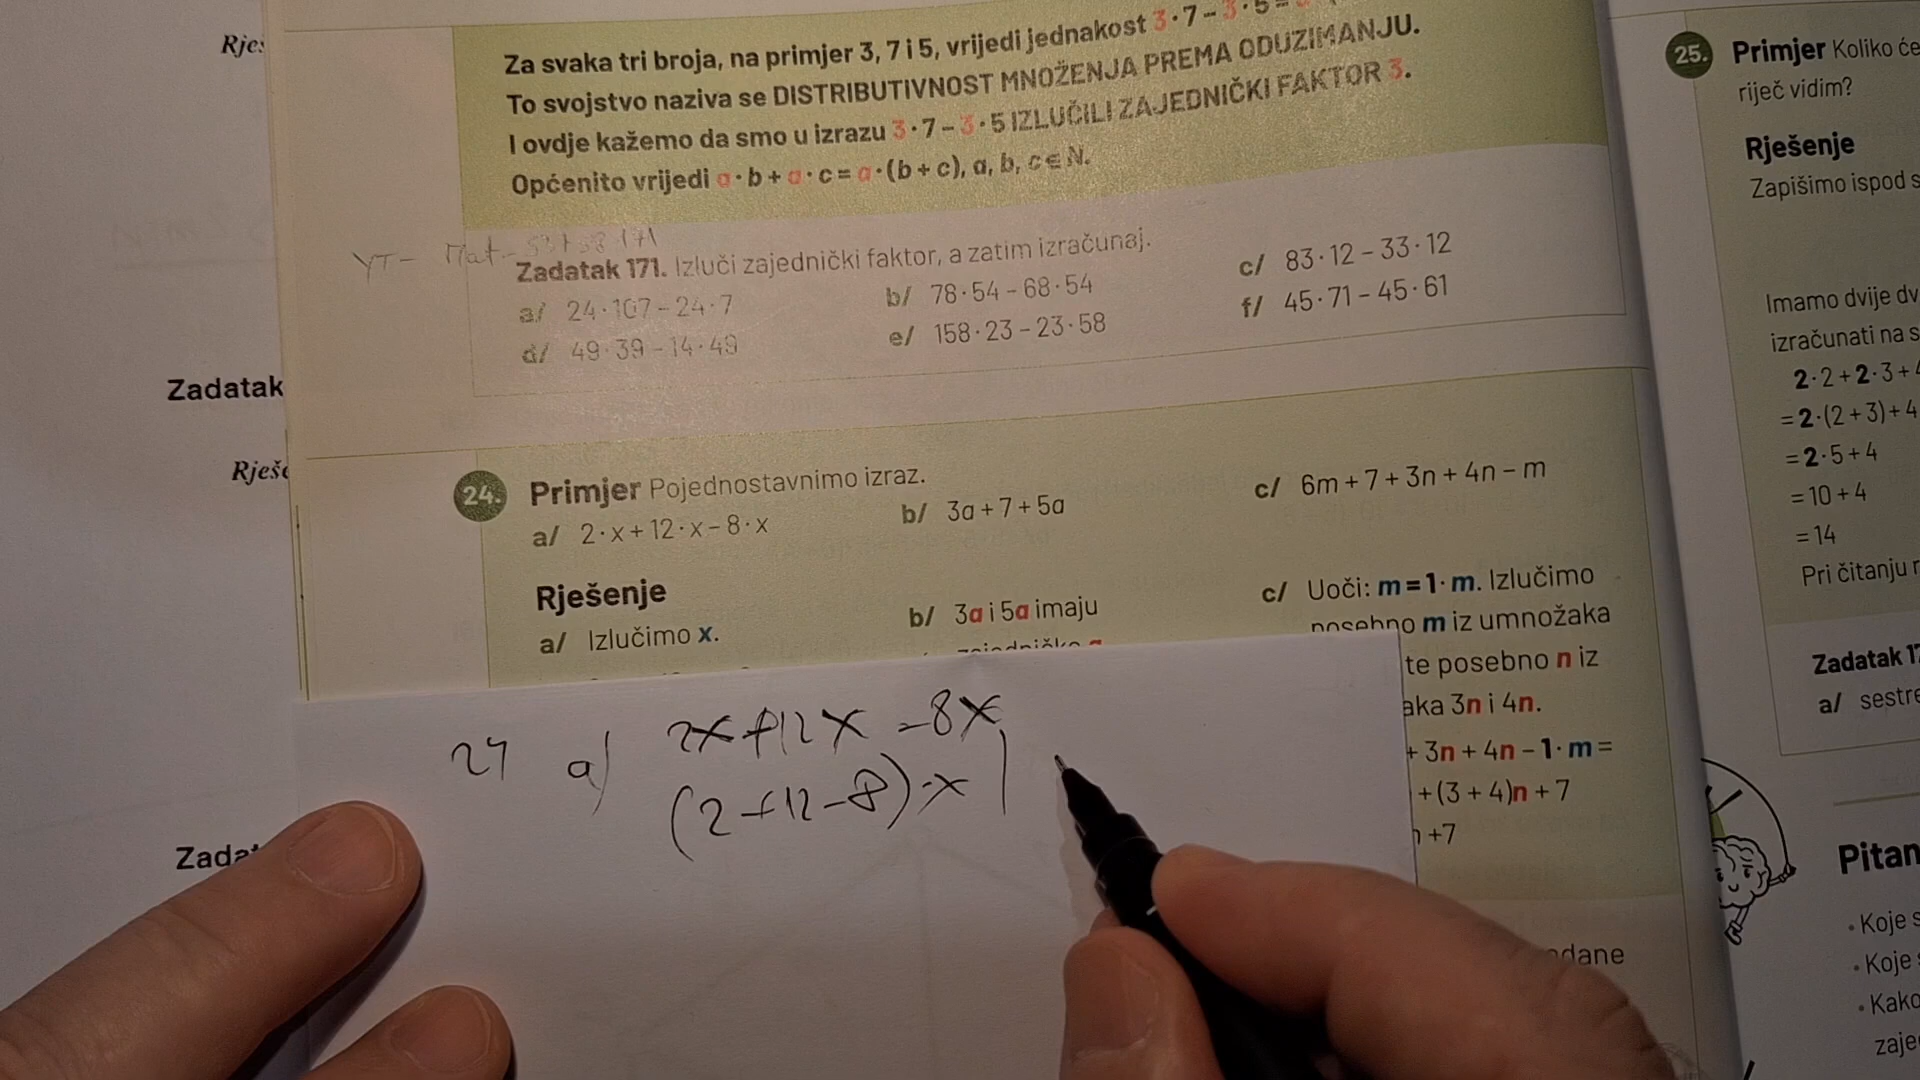 Rje
Za svaka tri broja, na primjer 3, 7 i 5, vrijedi jednakost 3·7–3·5=
To svojstvo naziva se DISTRIBUTIVNOST MNOŽENJA PREMA ODUZIMANJU.
I ovdje kažemo da smo u izrazu 3·7–3·5 IZLUČILI ZAJEDNIČKI FAKTOR 3.
Općenito vrijedi a·b+a·c=a·(b+c), a, b, c∈N.
YT- Mat-
Zadatak 171. Izluči zajednički faktor, a zatim izračunaj.
a/ 24·107–24·7
b/ 78·54–68·54
c/ 83·12–33·12
d/ 49·39–14·49
e/ 158·23–23·58
f/ 45·71–45·61
Zadatak
Rješe
24. Primjer Pojednostavnimo izraz.
a/ 2·x+12·x–8·x
b/ 3a+7+5a
c/ 6m+7+3n+4n–m
Rješenje
a/ Izlučimo x.
b/ 3a i 5a imaju
c/ Uoči: m=1·m. Izlučimo
posebno m iz umnožaka
te posebno n iz
aka 3n i 4n.
+3n+4n–1·m=
+(3+4)n+7
+7
24 a) 2x+12x-8x
(2+12-8)·x
Zada
dane
25. Primjer Koliko će
riječ vidim?
Rješenje
Zapišimo ispod s
Imamo dvije dv
izračunati na s
2·2+2·3+4
=2·(2+3)+4
=2·5+4
=10+4
=14
Pri čitanju r
Zadatak 17
a/ sestre
Pitan
• Koje s
• Koje s
• Kako
zaje